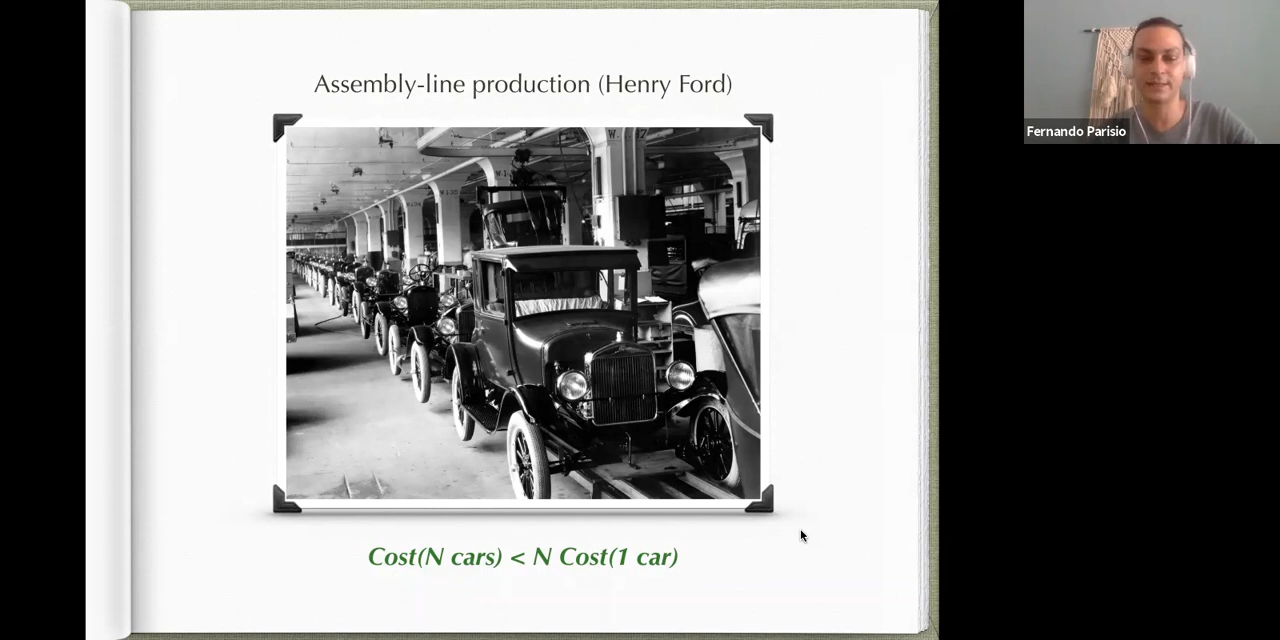 Assembly-line production (Henry Ford)
Cost(N cars) < N Cost(1 car)
Fernando Parisio